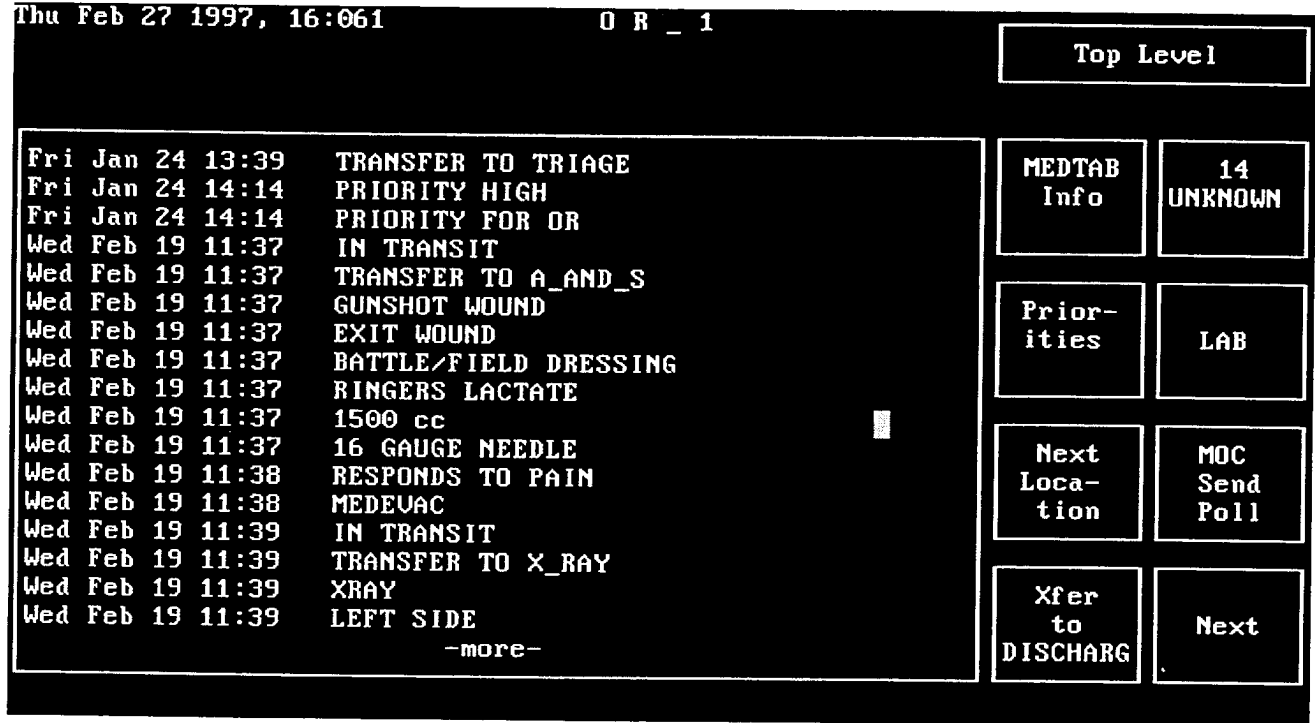 Thu Feb 27 1997, 16:061 O R _ 1
Top Level
Fri Jan 24 13:39 TRANSFER TO TRIAGE
Fri Jan 24 14:14 PRIORITY HIGH
Fri Jan 24 14:14 PRIORITY FOR OR
Wed Feb 19 11:37 IN TRANSIT
Wed Feb 19 11:37 TRANSFER TO A_AND_S
Wed Feb 19 11:37 GUNSHOT WOUND
Wed Feb 19 11:37 EXIT WOUND
Wed Feb 19 11:37 BATTLE/FIELD DRESSING
Wed Feb 19 11:37 RINGERS LACTATE
Wed Feb 19 11:37 1500 cc
Wed Feb 19 11:37 16 GAUGE NEEDLE
Wed Feb 19 11:38 RESPONDS TO PAIN
Wed Feb 19 11:38 MEDEVAC
Wed Feb 19 11:39 IN TRANSIT
Wed Feb 19 11:39 TRANSFER TO X_RAY
Wed Feb 19 11:39 XRAY
Wed Feb 19 11:39 LEFT SIDE
-more-
MEDTAB
Info
14
UNKNOWN
Prior-
ities
LAB
Next
Loca-
tion
MOC
Send
Poll
Xfer
to
DISCHARG
Next